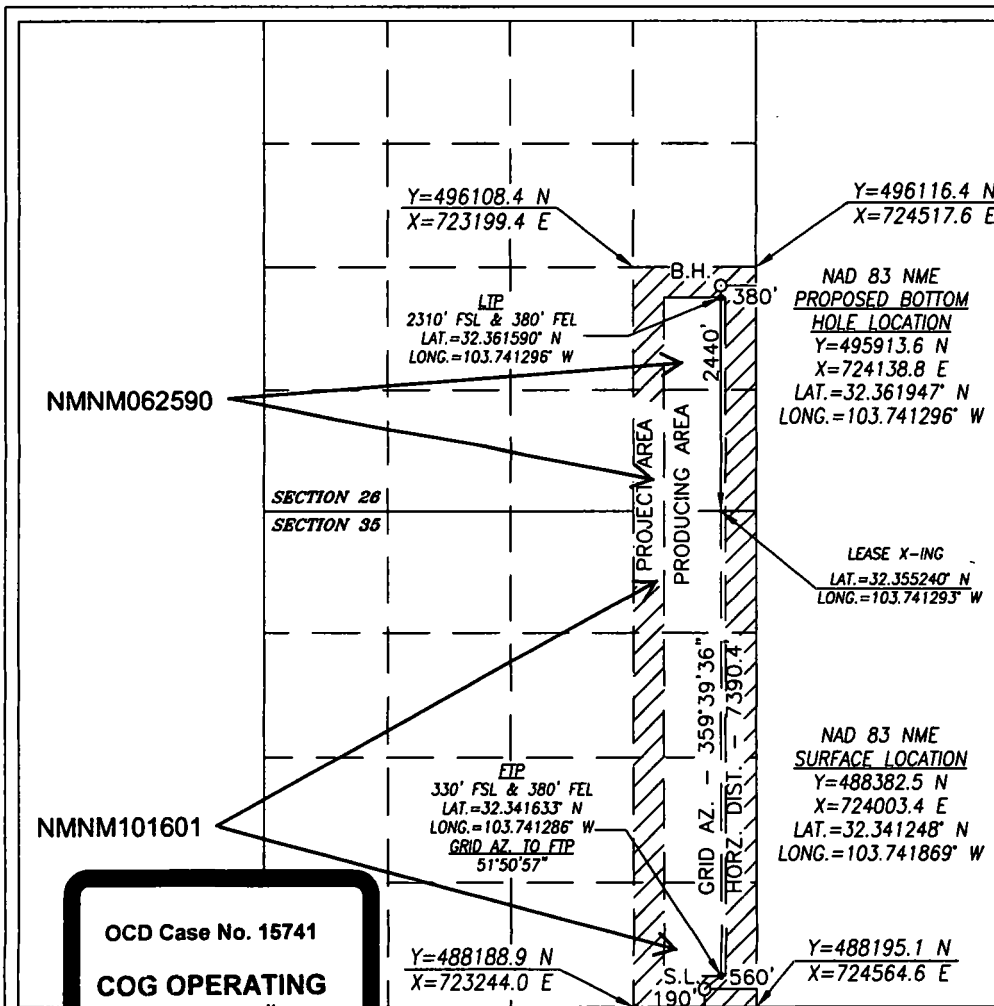 Y=496108.4 N
X=723199.4 E
Y=496116.4 N
X=724517.6 E
B.H.
380'
LTP
2310' FSL & 380' FEL
LAT.=32.361590° N
LONG.=103.741296° W
2440'
NAD 83 NME
PROPOSED BOTTOM
HOLE LOCATION
Y=495913.6 N
X=724138.8 E
LAT.=32.361947° N
LONG.=103.741296° W
NMNM062590
PROJECT AREA
PRODUCING AREA
SECTION 26
SECTION 35
LEASE X-ING
LAT.=32.355240° N
LONG.=103.741293° W
GRID AZ. - 359°39'36"
HORZ. DIST. - 7390.4'
NAD 83 NME
SURFACE LOCATION
Y=488382.5 N
X=724003.4 E
LAT.=32.341248° N
LONG.=103.741869° W
FTP
330' FSL & 380' FEL
LAT.=32.341633° N
LONG.=103.741286° W
GRID AZ. TO FTP
51°50'57"
NMNM101601
OCD Case No. 15741
COG OPERATING
Y=488188.9 N
X=723244.0 E
S.L.
560'
190'
Y=488195.1 N
X=724564.6 E